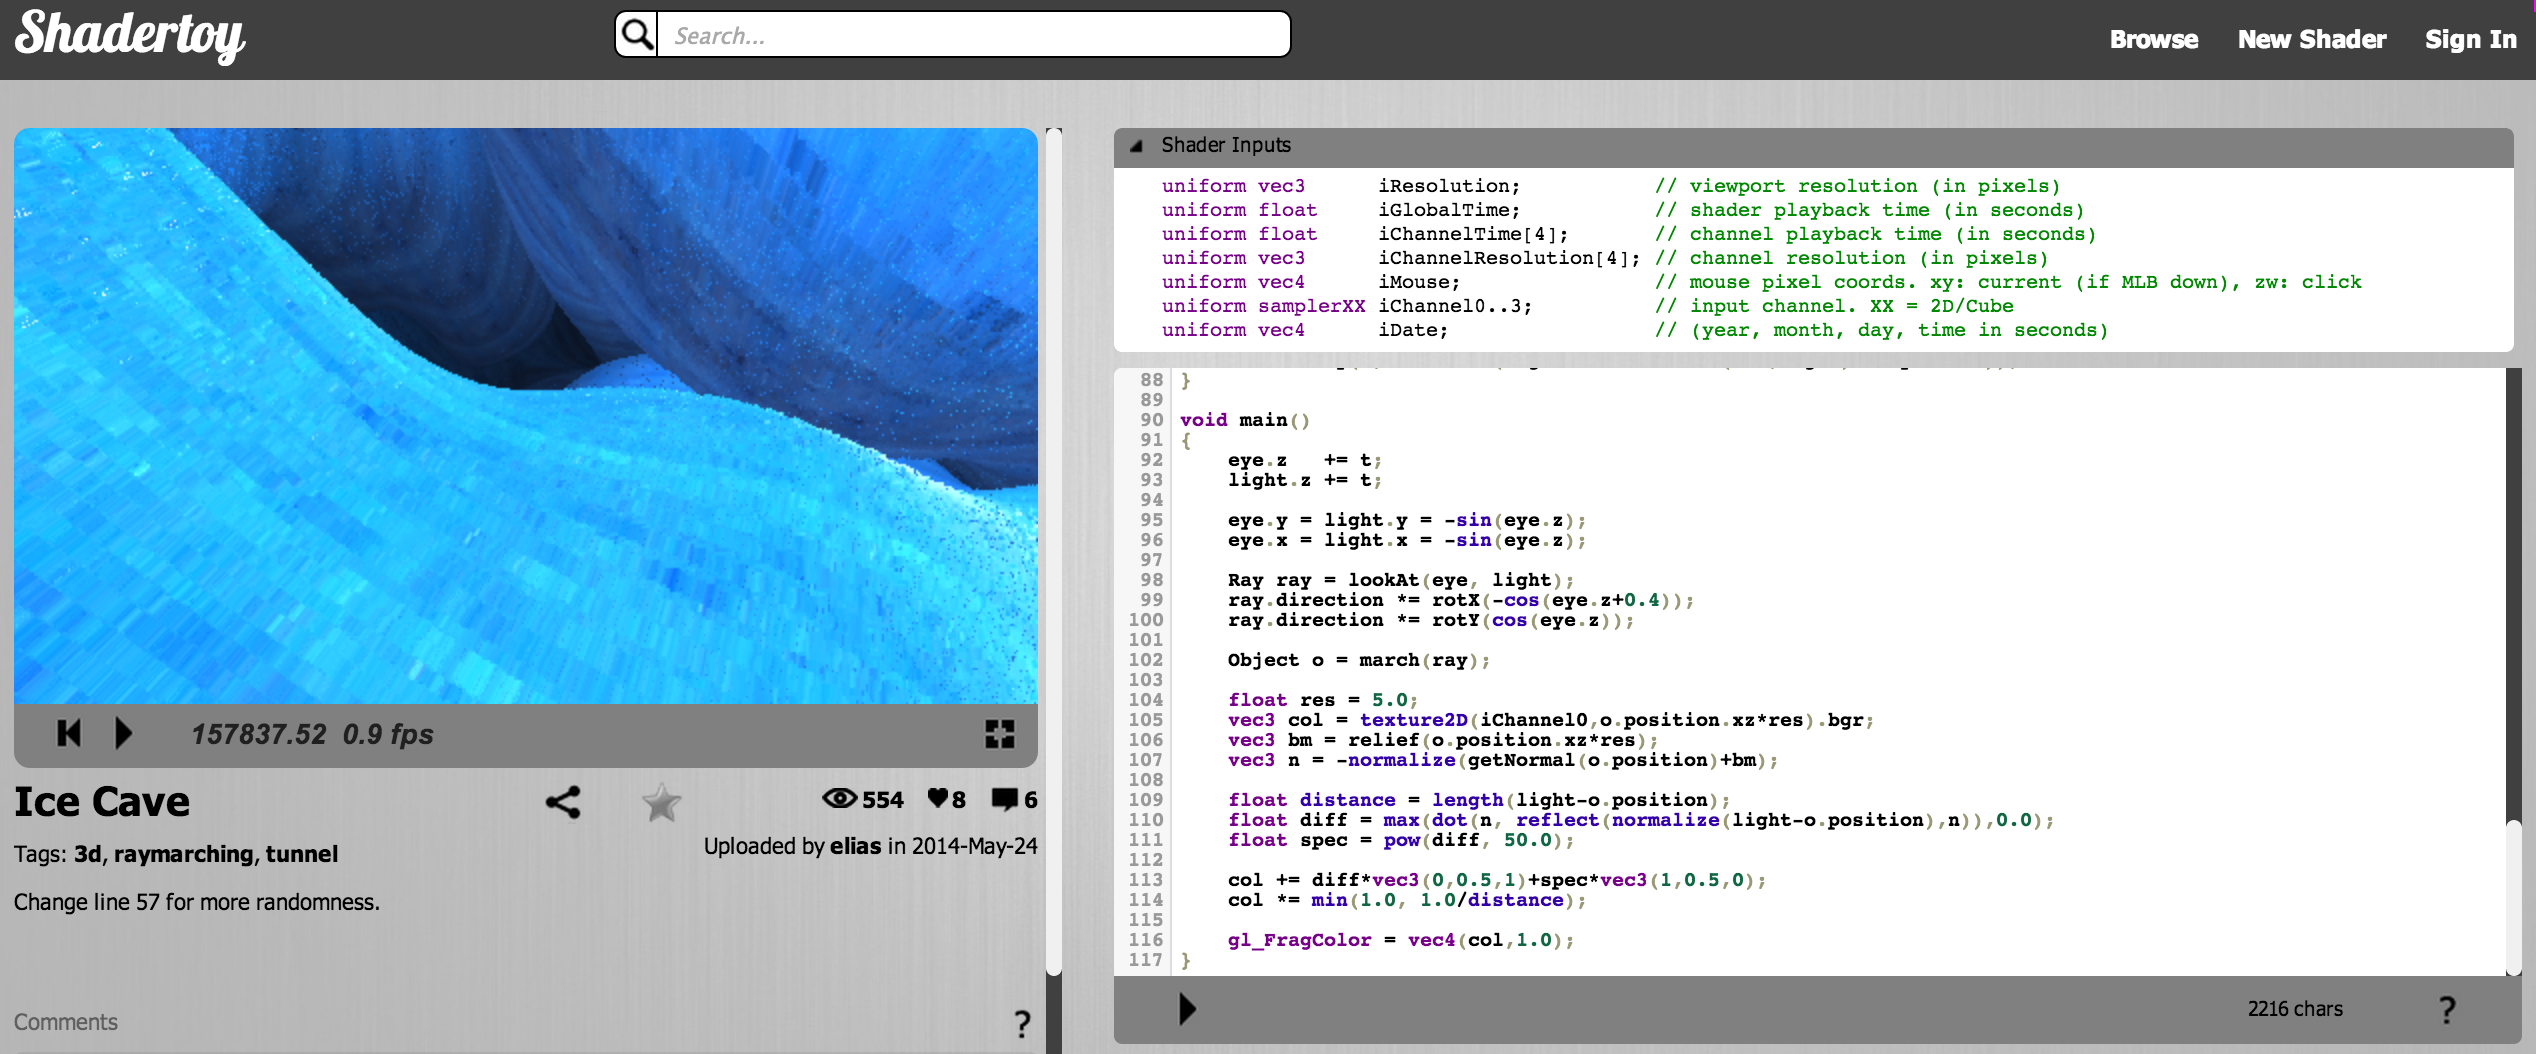 Shadertoy
Search...
Browse New Shader Sign In
157837.52 0.9 fps
Ice Cave
554 8 6
Uploaded by elias in 2014-May-24
Tags: 3d, raymarching, tunnel
Change line 57 for more randomness.
Comments ?
Shader Inputs
uniform vec3 iResolution; // viewport resolution (in pixels)
uniform float iGlobalTime; // shader playback time (in seconds)
uniform float iChannelTime[4]; // channel playback time (in seconds)
uniform vec3 iChannelResolution[4]; // channel resolution (in pixels)
uniform vec4 iMouse; // mouse pixel coords. xy: current (if MLB down), zw: click
uniform samplerXX iChannel0..3; // input channel. XX = 2D/Cube
uniform vec4 iDate; // (year, month, day, time in seconds)
88 }
89
90 void main()
91 {
92 eye.z += t;
93 light.z += t;
94
95 eye.y = light.y = -sin(eye.z);
96 eye.x = light.x = -sin(eye.z);
97
98 Ray ray = lookAt(eye, light);
99 ray.direction *= rotX(-cos(eye.z+0.4));
100 ray.direction *= rotY(cos(eye.z));
101
102 Object o = march(ray);
103
104 float res = 5.0;
105 vec3 col = texture2D(iChannel0,o.position.xz*res).bgr;
106 vec3 bm = relief(o.position.xz*res);
107 vec3 n = -normalize(getNormal(o.position)+bm);
108
109 float distance = length(light-o.position);
110 float diff = max(dot(n, reflect(normalize(light-o.position),n)),0.0);
111 float spec = pow(diff, 50.0);
112
113 col += diff*vec3(0,0.5,1)+spec*vec3(1,0.5,0);
114 col *= min(1.0, 1.0/distance);
115
116 gl_FragColor = vec4(col,1.0);
117 }
2216 chars ?